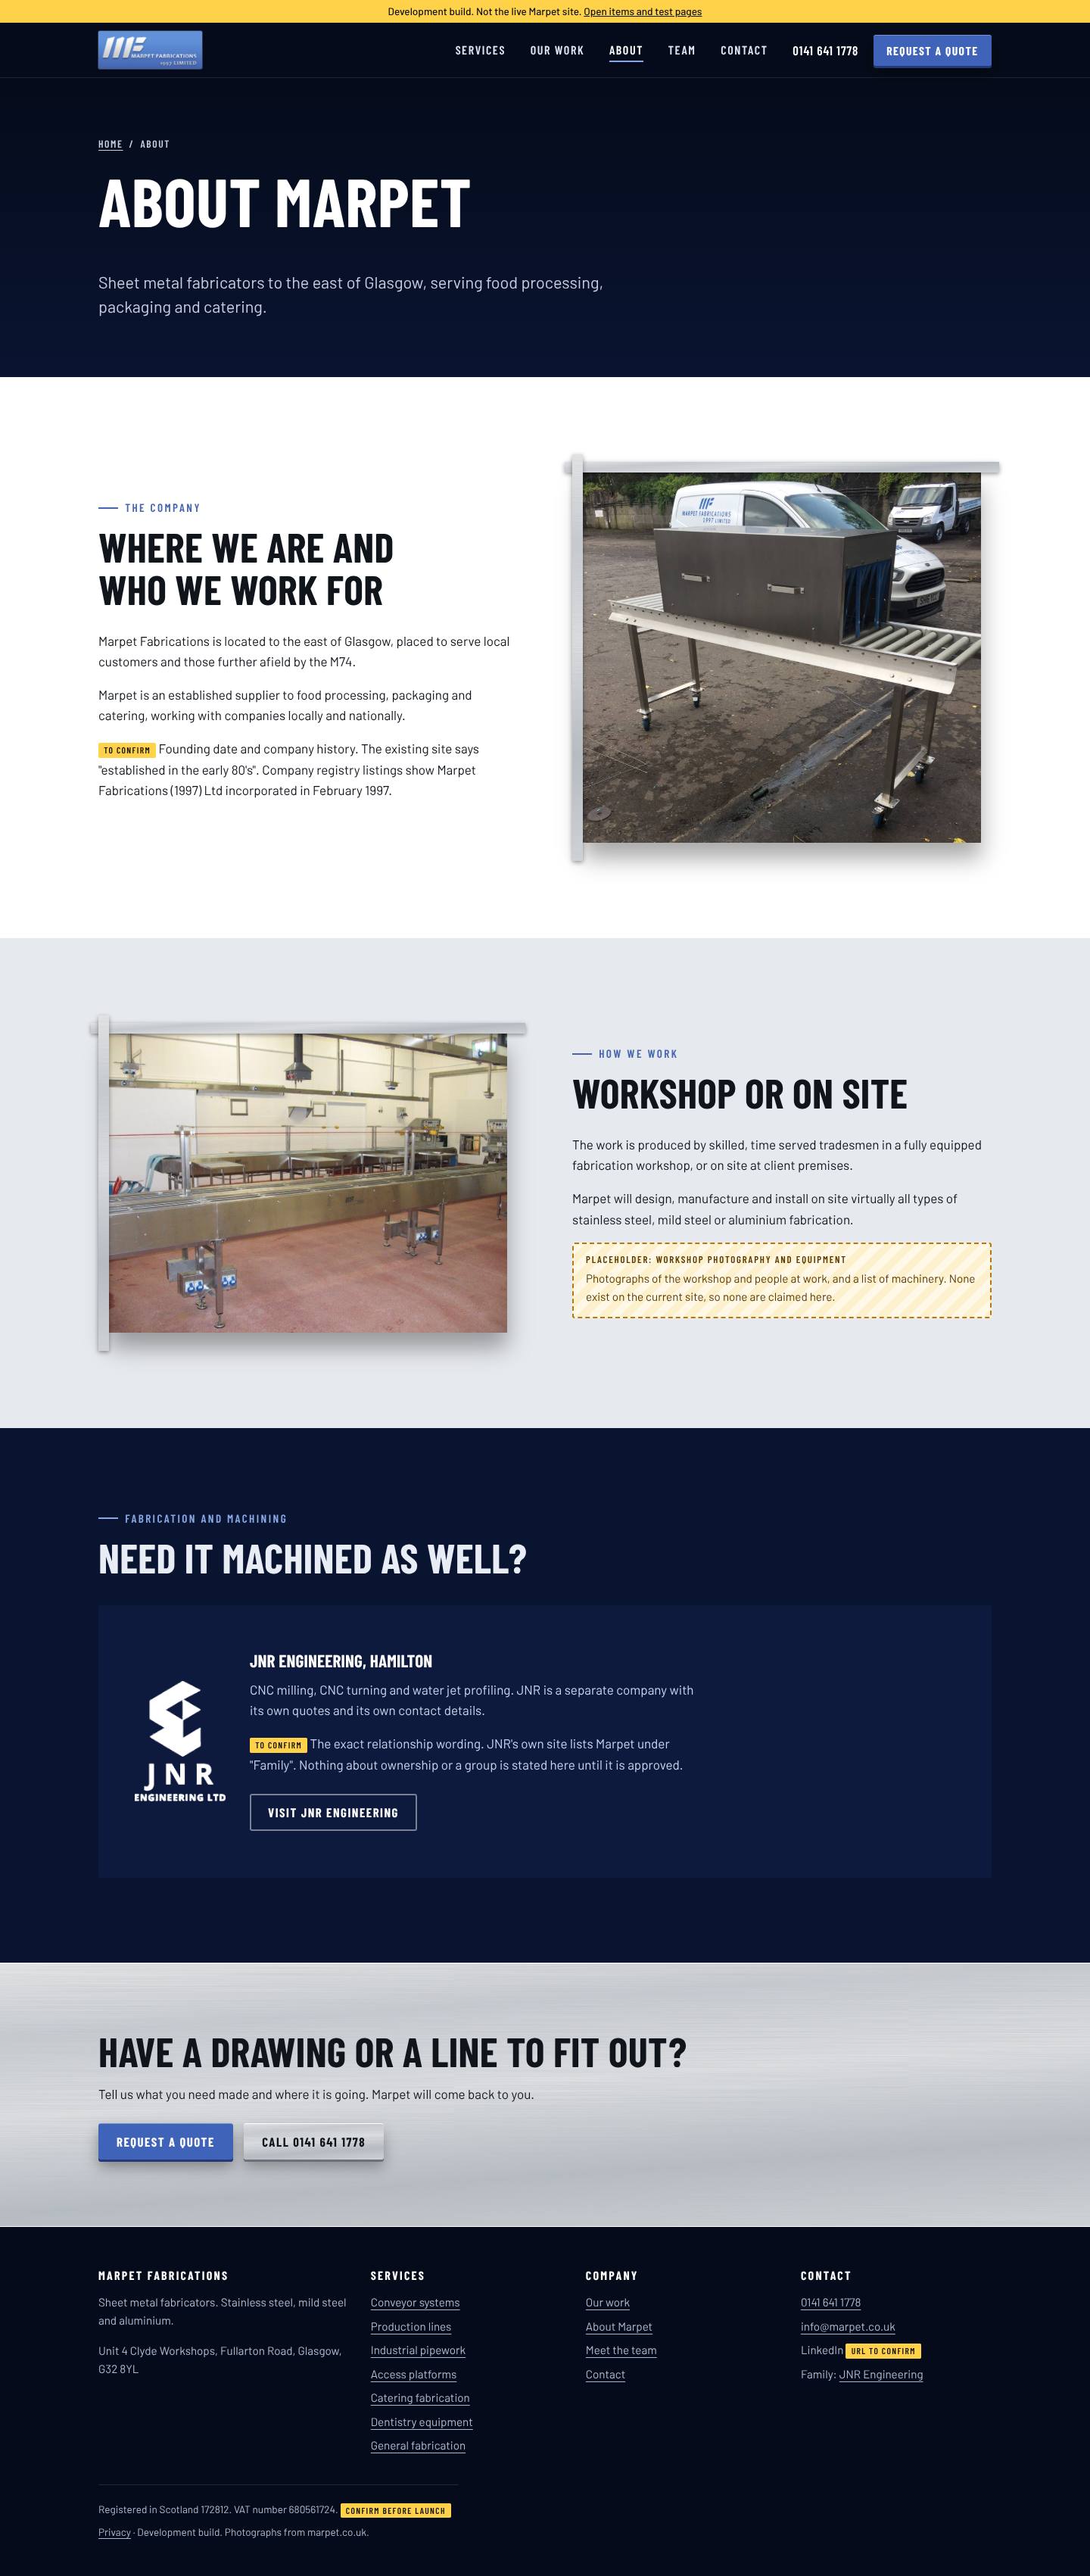 Development build. Not the live Marpet site. Open items and test pages
MF MARPET FABRICATIONS
1997 LIMITED
SERVICES OUR WORK ABOUT TEAM CONTACT 0141 641 1778 REQUEST A QUOTE
HOME / ABOUT
ABOUT MARPET
Sheet metal fabricators to the east of Glasgow, serving food processing,
packaging and catering.
THE COMPANY
WHERE WE ARE AND
WHO WE WORK FOR
Marpet Fabrications is located to the east of Glasgow, placed to serve local
customers and those further afield by the M74.
Marpet is an established supplier to food processing, packaging and
catering, working with companies locally and nationally.
TO CONFIRM Founding date and company history. The existing site says
"established in the early 80's". Company registry listings show Marpet
Fabrications (1997) Ltd incorporated in February 1997.
MF
MARPET FABRICATIONS
1997 LIMITED
HOW WE WORK
WORKSHOP OR ON SITE
The work is produced by skilled, time served tradesmen in a fully equipped
fabrication workshop, or on site at client premises.
Marpet will design, manufacture and install on site virtually all types of
stainless steel, mild steel or aluminium fabrication.
PLACEHOLDER: WORKSHOP PHOTOGRAPHY AND EQUIPMENT
Photographs of the workshop and people at work, and a list of machinery. None
exist on the current site, so none are claimed here.
FABRICATION AND MACHINING
NEED IT MACHINED AS WELL?
JNR
ENGINEERING LTD
JNR ENGINEERING, HAMILTON
CNC milling, CNC turning and water jet profiling. JNR is a separate company with
its own quotes and its own contact details.
TO CONFIRM The exact relationship wording. JNR's own site lists Marpet under
"Family". Nothing about ownership or a group is stated here until it is approved.
VISIT JNR ENGINEERING
HAVE A DRAWING OR A LINE TO FIT OUT?
Tell us what you need made and where it is going. Marpet will come back to you.
REQUEST A QUOTE CALL 0141 641 1778
MARPET FABRICATIONS
Sheet metal fabricators. Stainless steel, mild steel
and aluminium.
Unit 4 Clyde Workshops, Fullarton Road, Glasgow,
G32 8YL
SERVICES
Conveyor systems
Production lines
Industrial pipework
Access platforms
Catering fabrication
Dentistry equipment
General fabrication
COMPANY
Our work
About Marpet
Meet the team
Contact
CONTACT
0141 641 1778
info@marpet.co.uk
LinkedIn URL TO CONFIRM
Family: JNR Engineering
Registered in Scotland 172812. VAT number 680561724. CONFIRM BEFORE LAUNCH
Privacy · Development build. Photographs from marpet.co.uk.